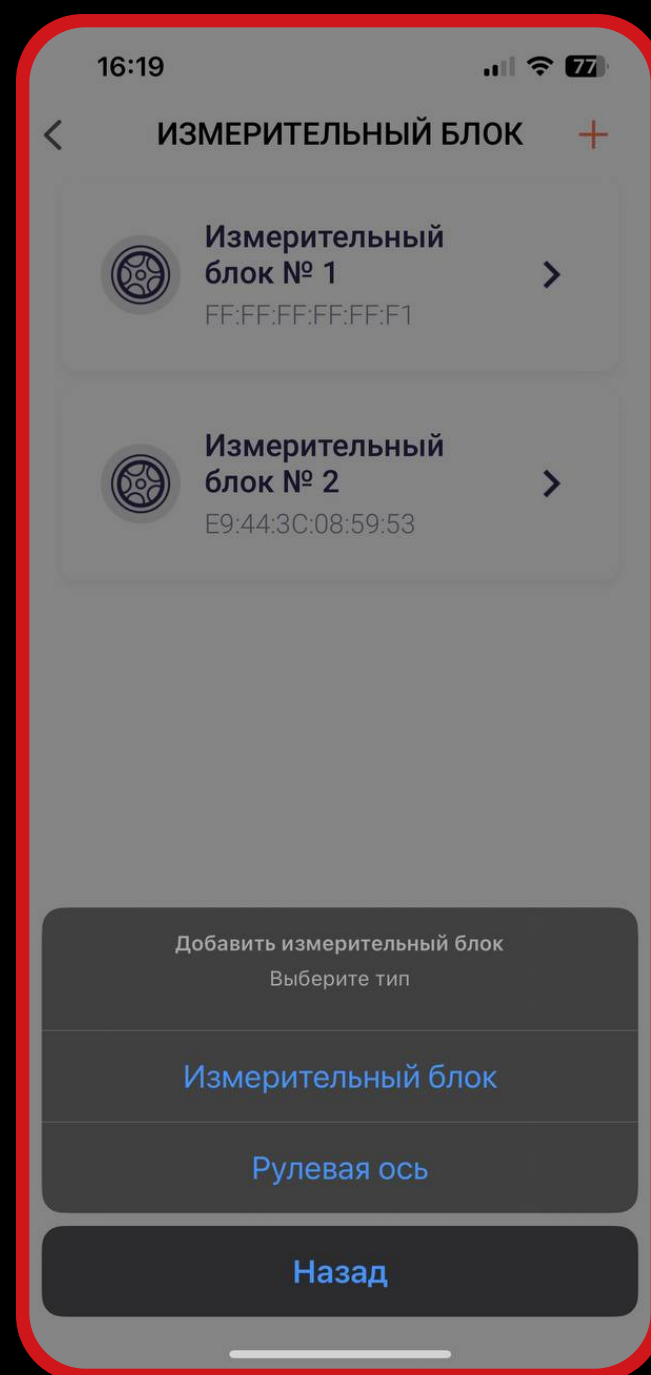 16:19
77
ИЗМЕРИТЕЛЬНЫЙ БЛОК
Измерительный
блок № 1
FF:FF:FF:FF:FF:F1
Измерительный
блок № 2
E9:44:3C:08:59:53
Добавить измерительный блок
Выберите тип
Измерительный блок
Рулевая ось
Назад